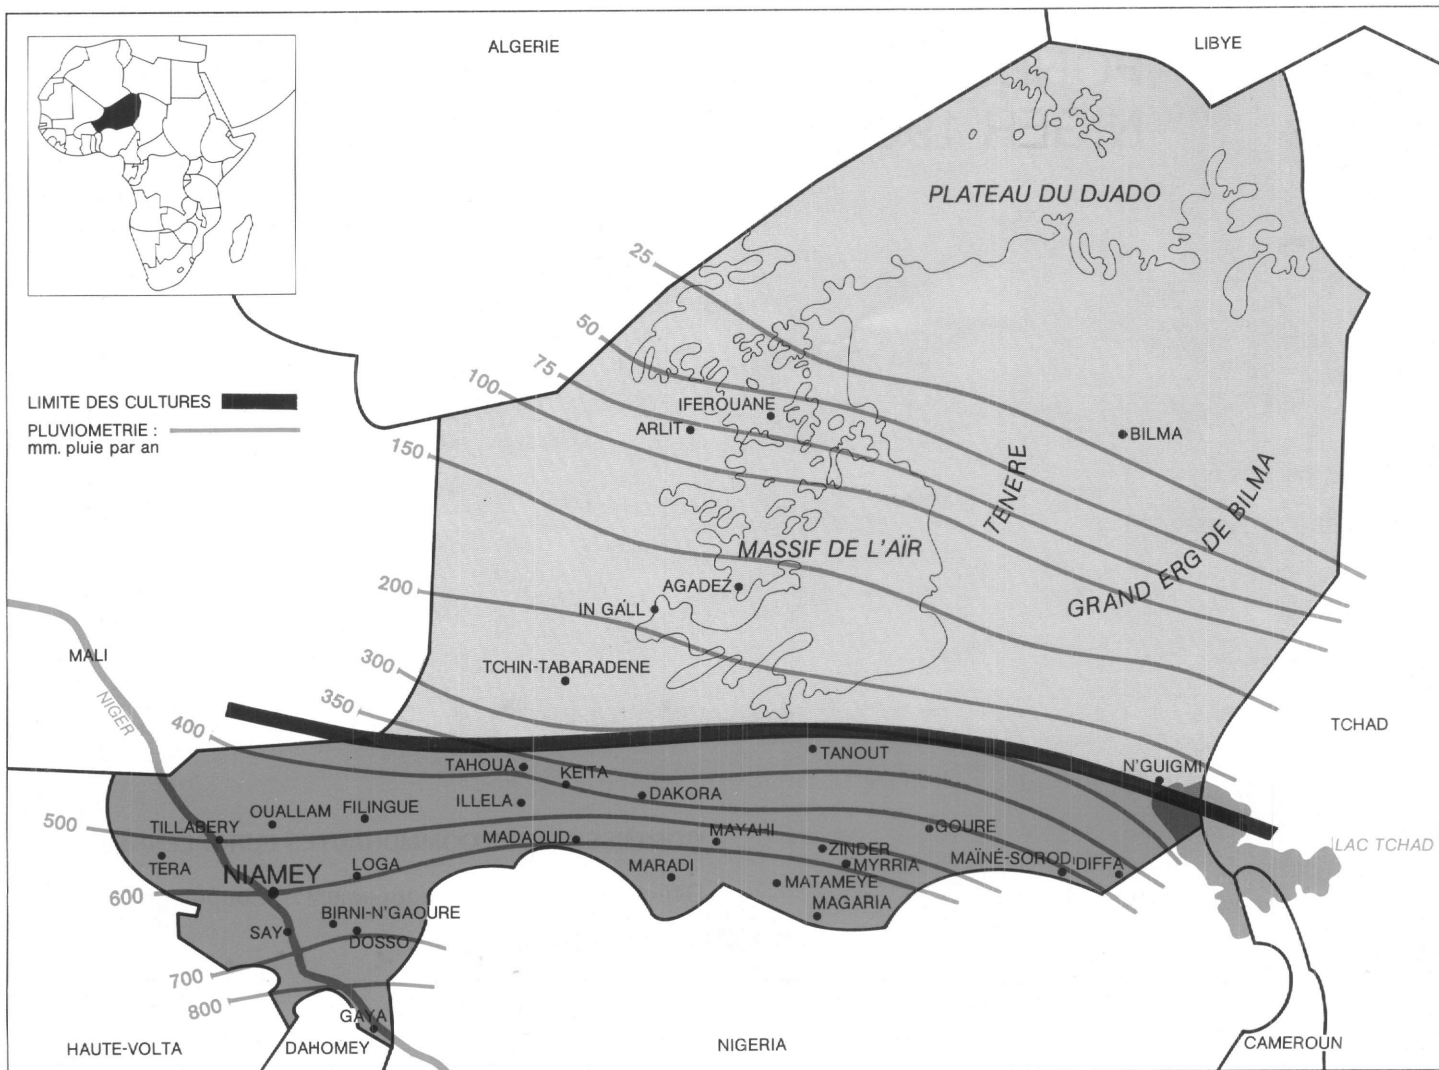 ALGERIE
LIBYE
PLATEAU DU DJADO
25
50
75
100
150
200
300
350
400
500
600
700
800
LIMITE DES CULTURES
PLUVIOMETRIE :
mm. pluie par an
IFEROUANE
ARLIT
BILMA
TENERE
GRAND ERG DE BILMA
MASSIF DE L'AÏR
AGADEZ
IN GALL
TCHIN-TABARADENE
MALI
NIGER
TCHAD
TANOUT
N'GUIGMI
TAHOUA
KEITA
DAKORA
ILLELA
OUALLAM
FILINGUE
TILLABERY
MADAOUD
MAYAHI
GOURE
ZINDER
MYRRIA
MAÏNÉ-SOROD
DIFFA
LAC TCHAD
TERA
NIAMEY
LOGA
MARADI
MATAMEYE
MAGARIA
BIRNI-N'GAOURE
SAY
DOSSO
GAYA
HAUTE-VOLTA
DAHOMEY
NIGERIA
CAMEROUN